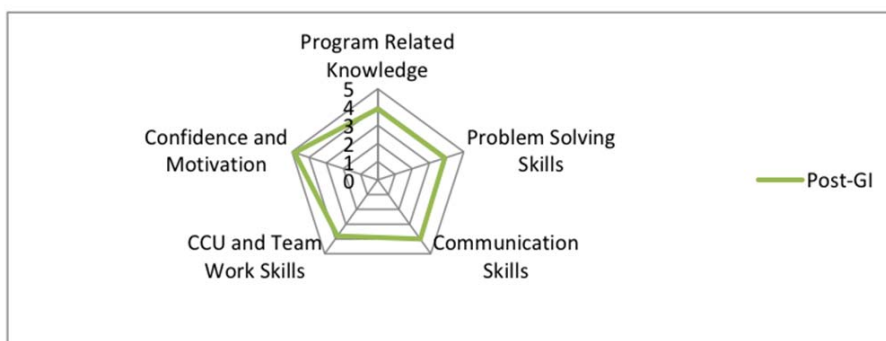 Program Related
Knowledge
5
4
3
2
1
0
Confidence and
Motivation
Problem Solving
Skills
Post-GI
CCU and Team
Work Skills
Communication
Skills